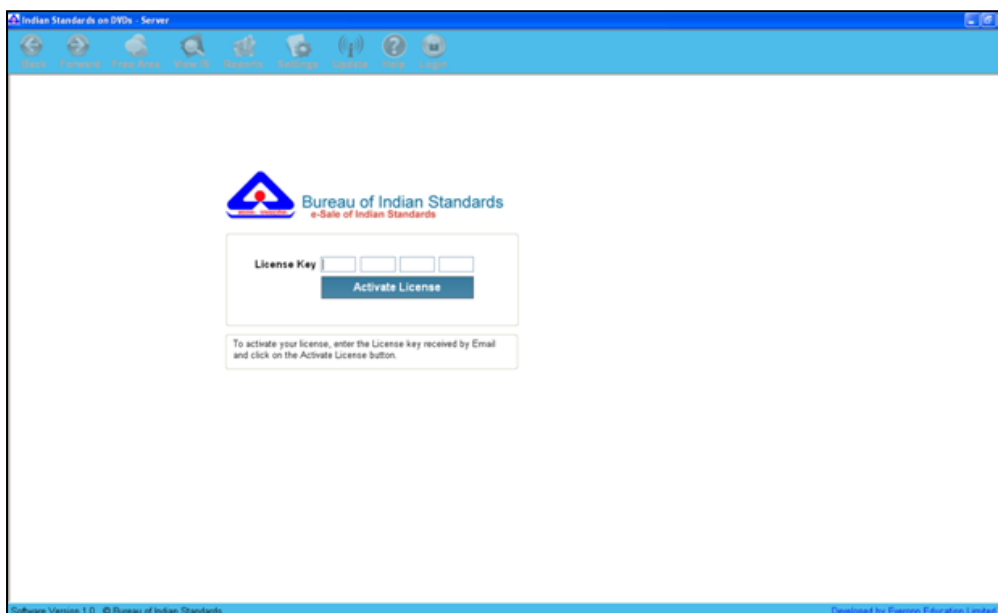 Indian Standards on DVDs - Server
Back Forward Free Area View IS Reports Settings Update Help Login
Bureau of Indian Standards
e-Sale of Indian Standards
License Key
Activate License
To activate your license, enter the License key received by Email
and click on the Activate License button.
Software Version 1.0 © Bureau of Indian Standards
Developed by Everonn Education Limited